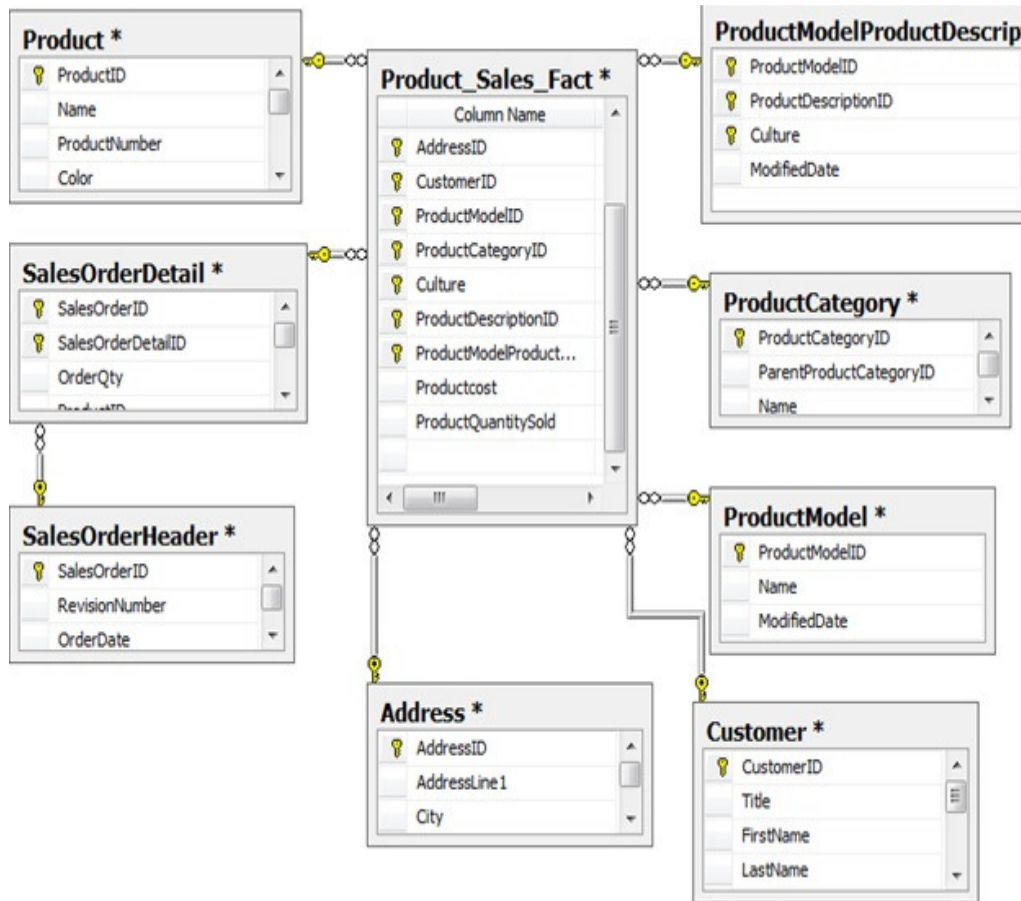 Product *
ProductID
Name
ProductNumber
Color
SalesOrderDetail *
SalesOrderID
SalesOrderDetailID
OrderQty
ProductID
SalesOrderHeader *
SalesOrderID
RevisionNumber
OrderDate
Product_Sales_Fact *
Column Name
AddressID
CustomerID
ProductModelID
ProductCategoryID
Culture
ProductDescriptionID
ProductModelProduct...
Productcost
ProductQuantitySold
Address *
AddressID
AddressLine1
City
ProductModelProductDescrip
ProductModelID
ProductDescriptionID
Culture
ModifiedDate
ProductCategory *
ProductCategoryID
ParentProductCategoryID
Name
ProductModel *
ProductModelID
Name
ModifiedDate
Customer *
CustomerID
Title
FirstName
LastName